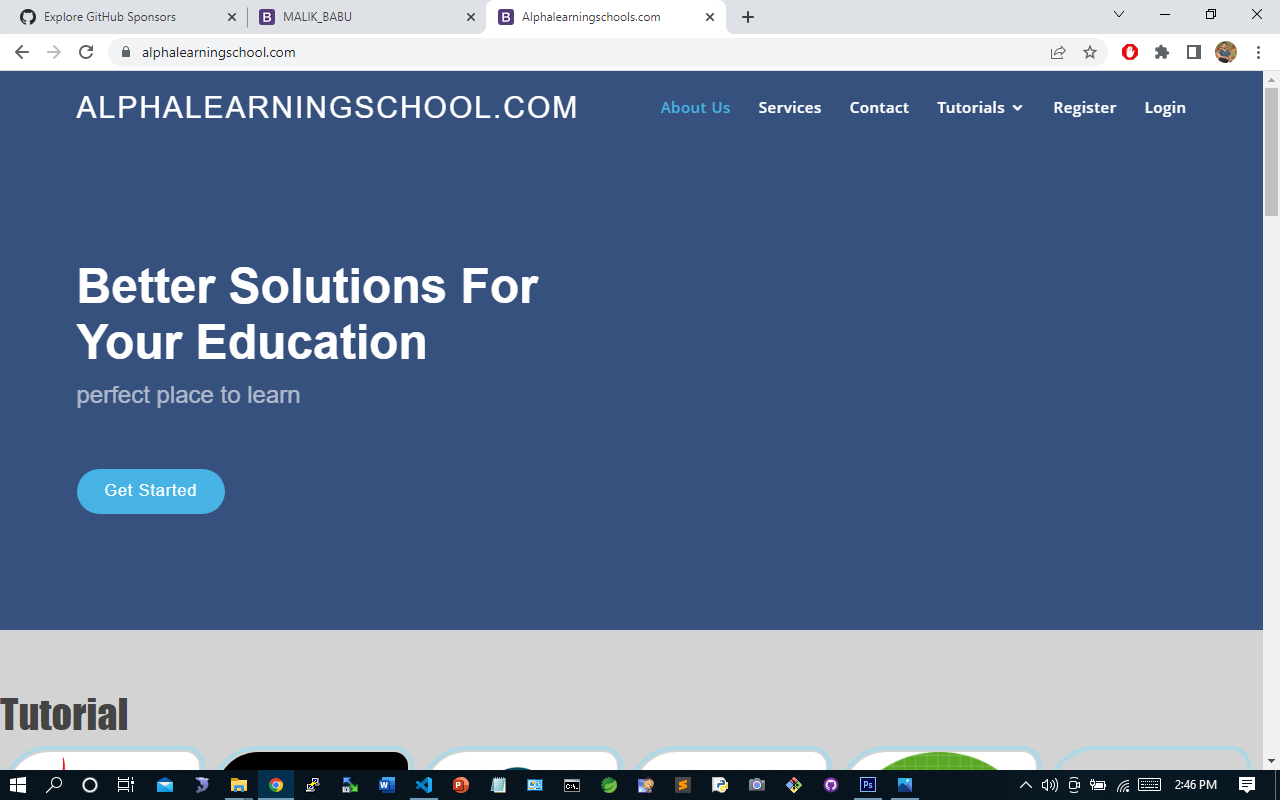 Explore GitHub Sponsors
MALIK_BABU
Alphalearningschools.com
alphalearningschool.com
ALPHALEARNINGSCHOOL.COM
About Us
Services
Contact
Tutorials
Register
Login
Better Solutions For
Your Education
perfect place to learn
Get Started
Tutorial
2:46 PM